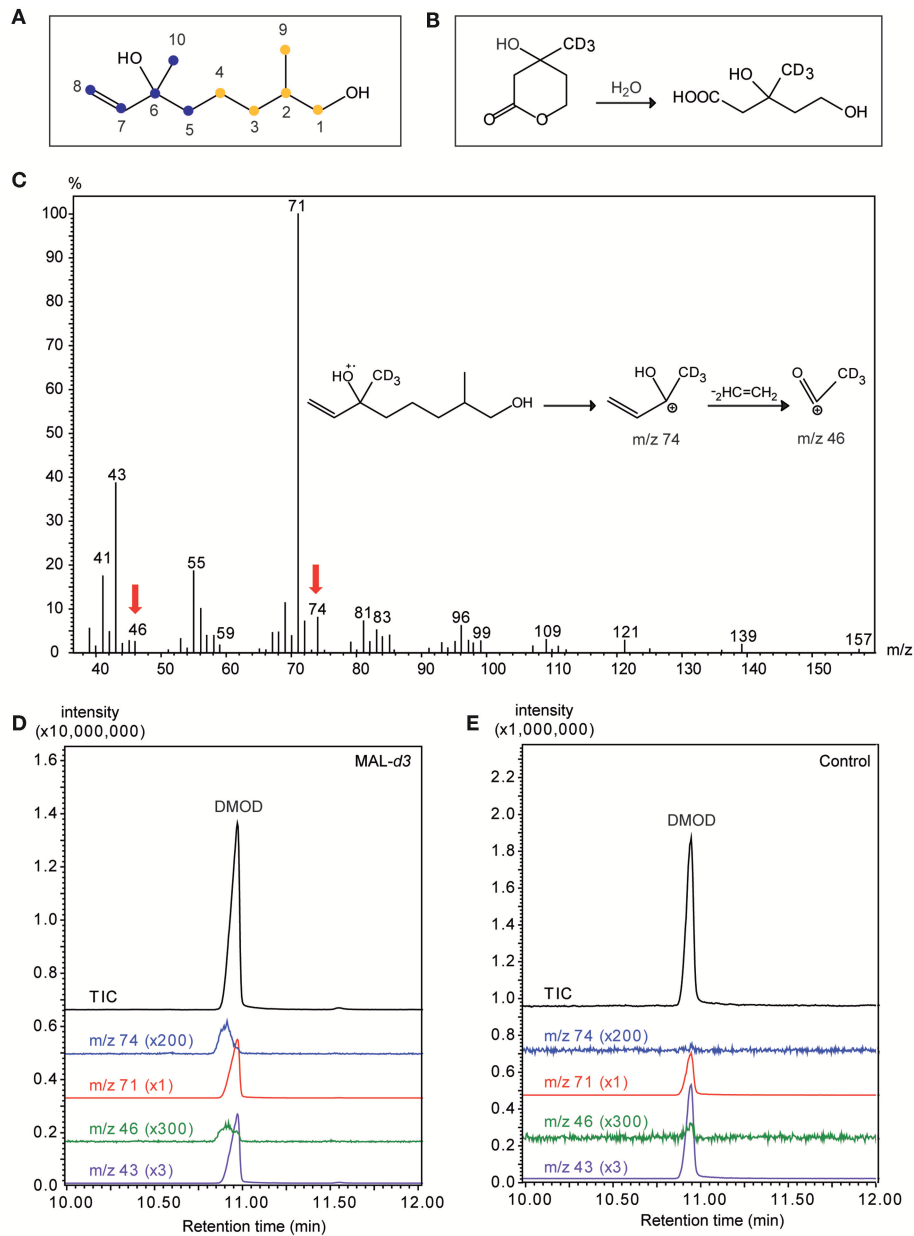 A
HO
10
9
8
7
6
5
4
3
2
1
OH
B
HO
CD3
O
O
H2O
HO
CD3
HOOC
OH
C
%
100
90
80
70
60
50
40
30
20
10
0
41
43
46
55
59
71
74
81
83
96
99
109
121
139
157
HO+·
CD3
OH
HO
CD3
⊕
m/z 74
-2HC=CH2
O
CD3
⊕
m/z 46
40 50 60 70 80 90 100 110 120 130 140 150
m/z
D
intensity
(x10,000,000)
MAL-d3
DMOD
1.6
1.4
1.2
1.0
0.8
0.6
0.4
0.2
0.0
TIC
m/z 74 (x200)
m/z 71 (x1)
m/z 46 (x300)
m/z 43 (x3)
10.00 10.50 11.00 11.50 12.00
Retention time (min)
E
intensity
(x1,000,000)
Control
DMOD
2.2
2.0
1.8
1.6
1.4
1.2
1.0
0.8
0.6
0.4
0.2
0.0
TIC
m/z 74 (x200)
m/z 71 (x1)
m/z 46 (x300)
m/z 43 (x3)
10.00 10.50 11.00 11.50 12.00
Retention time (min)